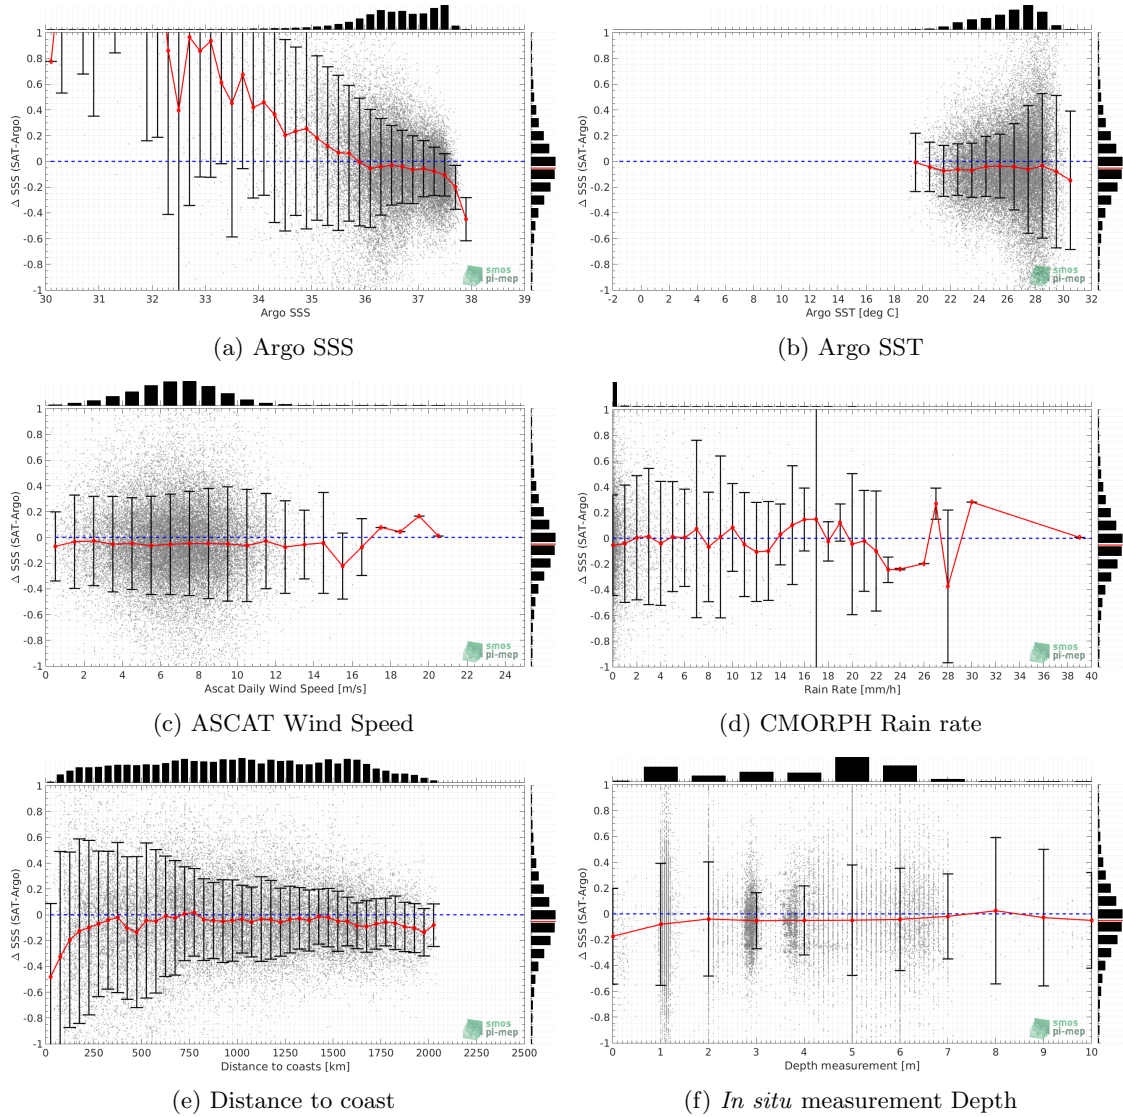 Δ SSS (SAT-Argo)
1
0.8
0.6
0.4
0.2
0
-0.2
-0.4
-0.6
-0.8
-1
30 31 32 33 34 35 36 37 38 39
Argo SSS
smos
pi-mep
(a) Argo SSS
Δ SSS (SAT-Argo)
1
0.8
0.6
0.4
0.2
0
-0.2
-0.4
-0.6
-0.8
-1
-2 0 2 4 6 8 10 12 14 16 18 20 22 24 26 28 30 32
Argo SST [deg C]
smos
pi-mep
(b) Argo SST
Δ SSS (SAT-Argo)
1
0.8
0.6
0.4
0.2
0
-0.2
-0.4
-0.6
-0.8
-1
0 2 4 6 8 10 12 14 16 18 20 22 24
Ascat Daily Wind Speed [m/s]
smos
pi-mep
(c) ASCAT Wind Speed
Δ SSS (SAT-Argo)
1
0.8
0.6
0.4
0.2
0
-0.2
-0.4
-0.6
-0.8
-1
0 2 4 6 8 10 12 14 16 18 20 22 24 26 28 30 32 34 36 38 40
Rain Rate [mm/h]
smos
pi-mep
(d) CMORPH Rain rate
Δ SSS (SAT-Argo)
1
0.8
0.6
0.4
0.2
0
-0.2
-0.4
-0.6
-0.8
-1
0 250 500 750 1000 1250 1500 1750 2000 2250 2500
Distance to coasts [km]
smos
pi-mep
(e) Distance to coast
Δ SSS (SAT-Argo)
1
0.8
0.6
0.4
0.2
0
-0.2
-0.4
-0.6
-0.8
-1
0 1 2 3 4 5 6 7 8 9 10
Depth measurement [m]
smos
pi-mep
(f) In situ measurement Depth